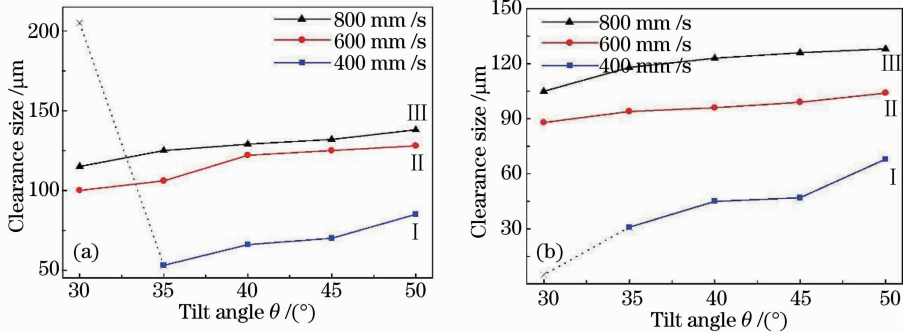 200
150
100
50
Clearance size /μm
800 mm /s
600 mm /s
400 mm /s
III
II
I
(a)
30 35 40 45 50
Tilt angle θ /(°)
150
120
90
60
30
Clearance size /μm
800 mm /s
600 mm /s
400 mm /s
III
II
I
(b)
30 35 40 45 50
Tilt angle θ /(°)